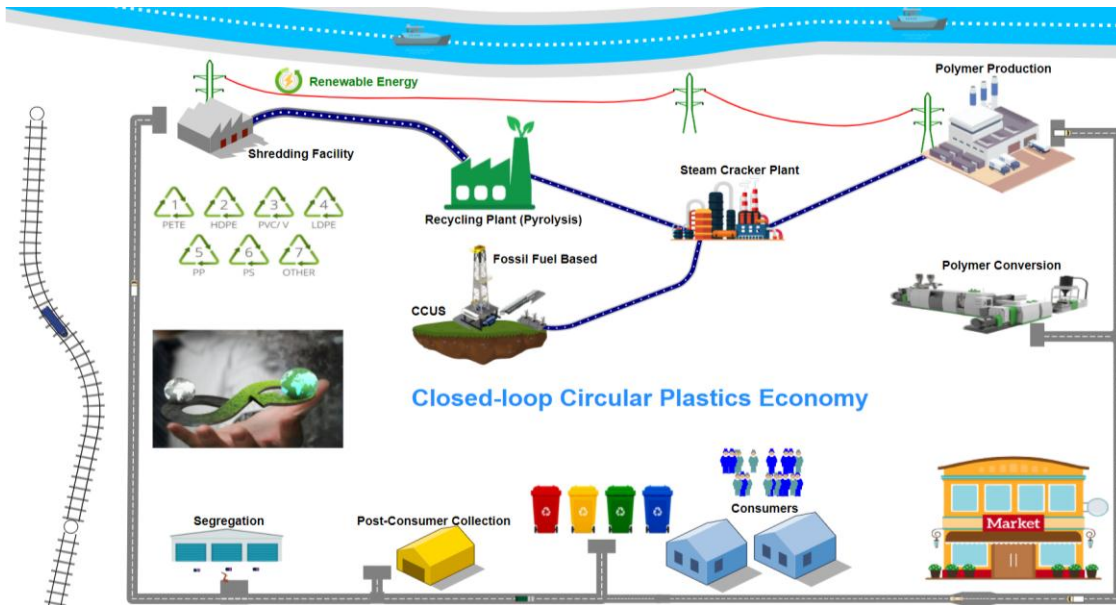 Polymer Production
Renewable Energy
Shredding Facility
Steam Cracker Plant
1
PETE
2
HDPE
3
PVC/ V
4
LDPE
Recycling Plant (Pyrolysis)
5
PP
6
PS
7
OTHER
Fossil Fuel Based
Polymer Conversion
CCUS
Closed-loop Circular Plastics Economy
Segregation
Post-Consumer Collection
Consumers
Market